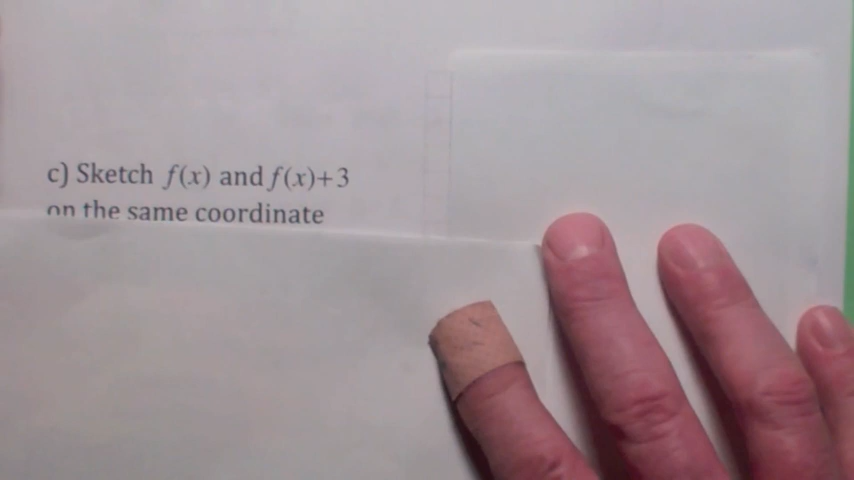 c) Sketch f(x) and f(x)+3
on the same coordinate